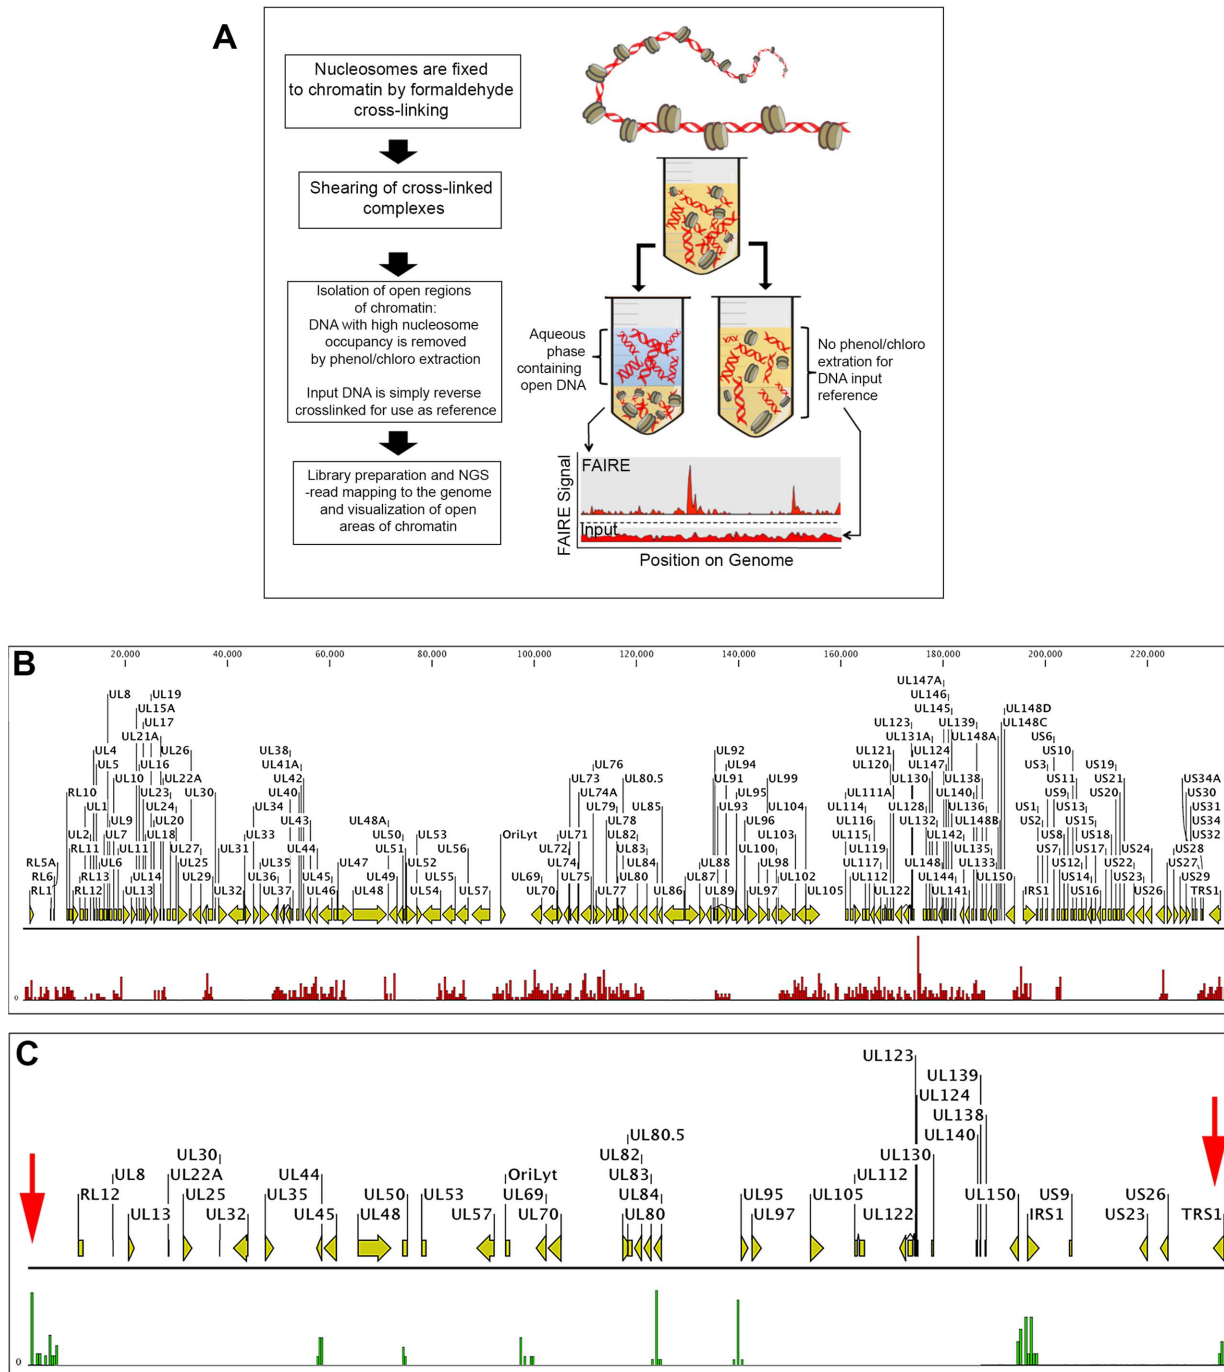 A
Nucleosomes are fixed
to chromatin by formaldehyde
cross-linking
Shearing of cross-linked
complexes
Isolation of open regions
of chromatin:
DNA with high nucleosome
occupancy is removed
by phenol/chloro extraction
Input DNA is simply reverse
crosslinked for use as reference
Library preparation and NGS
-read mapping to the genome
and visualization of open
areas of chromatin
Aqueous
phase
containing
open DNA
No phenol/chloro
extration for
DNA input
reference
FAIRE Signal
FAIRE
Input
Position on Genome
B
20,000 40,000 60,000 80,000 100,000 120,000 140,000 160,000 180,000 200,000 220,000
UL147A
UL8 UL19 UL146
UL15A UL145 UL148D
UL17 UL123 UL139 UL148C
UL21A UL131A UL148A US6
UL4 UL26 UL38 UL92 UL121 UL124 US10
UL5 UL16 UL41A UL76 UL94 UL120 UL147 US3 US19
UL10 UL22A UL42 UL73 UL80.5 UL91 UL99 UL130 UL138 US11 US21 US34A
RL10 UL23 UL30 UL40 UL74A UL95 UL111A UL140 US9 US20 US30
UL1 UL24 UL34 UL79 UL85 UL93 UL104 UL114 UL128 UL136 US1 US13 US31
UL9 UL20 UL43 UL48A UL78 UL96 UL116 UL132 UL148B US2 US15 US34
UL2 UL7 UL18 UL33 UL50 UL53 OriLyt UL71 UL82 UL103 UL115 UL142 US8 US18 US32
RL11 UL11 UL27 UL31 UL44 UL51 UL56 UL72 UL83 UL100 UL119 UL135 US7 US17 US24 US28
RL5A UL6 UL25 UL35 UL47 UL52 UL74 UL84 UL88 UL98 UL117 UL148 UL133 US12 US22 US27
RL6 RL13 UL14 UL29 UL36 UL45 UL49 UL55 UL69 UL75 UL80 UL102 UL112 UL144 UL150 US14 US23 US29
RL1 RL12 UL13 UL32 UL37 UL46 UL48 UL54 UL57 UL70 UL77 UL86 UL87 UL89 UL97 UL105 UL122 UL141 IRS1 US16 US26 TRS1
0
C
UL123
UL139
UL124
UL138
UL80.5 UL140
UL30 UL82 UL130
UL8 UL22A UL44 OriLyt UL83 UL112
RL12 UL25 UL35 UL50 UL53 UL69 UL84 UL95 UL105 UL150 US9 US26
UL13 UL32 UL45 UL48 UL57 UL70 UL80 UL97 UL122 IRS1 US23 TRS1
0